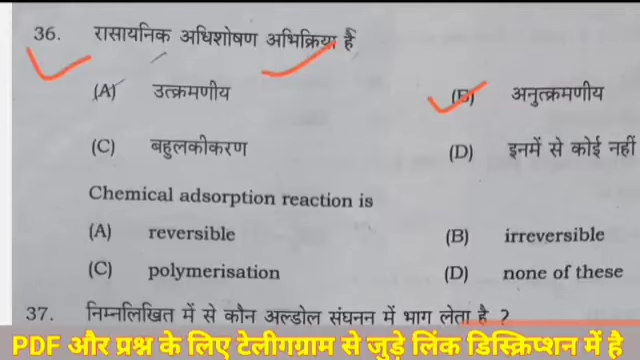 36. रासायनिक अधिशोषण अभिक्रिया है
(A) उत्क्रमणीय (B) अनुत्क्रमणीय
(C) बहुलकीकरण (D) इनमें से कोई नहीं
Chemical adsorption reaction is
(A) reversible (B) irreversible
(C) polymerisation (D) none of these
37. निम्नलिखित में से कौन अल्डोल संघनन में भाग लेता है ?
PDF और प्रश्न के लिए टेलीगग्राम से जुड़े लिंक डिस्क्रिप्शन में है